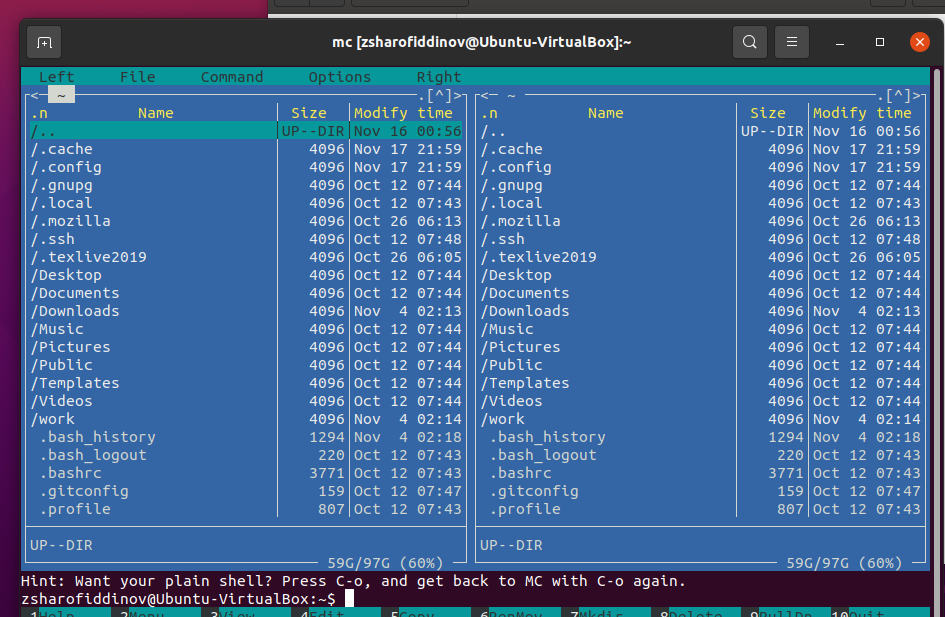 mc [zsharofiddinov@Ubuntu-VirtualBox]:~
Left File Command Options Right
<─ ~ .[^]> <─ ~ .[^]>
.n Name Size Modify time .n Name Size Modify time
/.. UP--DIR Nov 16 00:56 /.. UP--DIR Nov 16 00:56
/.cache 4096 Nov 17 21:59 /.cache 4096 Nov 17 21:59
/.config 4096 Nov 17 21:59 /.config 4096 Nov 17 21:59
/.gnupg 4096 Oct 12 07:44 /.gnupg 4096 Oct 12 07:44
/.local 4096 Oct 12 07:43 /.local 4096 Oct 12 07:43
/.mozilla 4096 Oct 26 06:13 /.mozilla 4096 Oct 26 06:13
/.ssh 4096 Oct 12 07:48 /.ssh 4096 Oct 12 07:48
/.texlive2019 4096 Oct 26 06:05 /.texlive2019 4096 Oct 26 06:05
/Desktop 4096 Oct 12 07:44 /Desktop 4096 Oct 12 07:44
/Documents 4096 Oct 12 07:44 /Documents 4096 Oct 12 07:44
/Downloads 4096 Nov 4 02:13 /Downloads 4096 Nov 4 02:13
/Music 4096 Oct 12 07:44 /Music 4096 Oct 12 07:44
/Pictures 4096 Oct 12 07:44 /Pictures 4096 Oct 12 07:44
/Public 4096 Oct 12 07:44 /Public 4096 Oct 12 07:44
/Templates 4096 Oct 12 07:44 /Templates 4096 Oct 12 07:44
/Videos 4096 Oct 12 07:44 /Videos 4096 Oct 12 07:44
/work 4096 Nov 4 02:14 /work 4096 Nov 4 02:14
.bash_history 1294 Nov 4 02:18 .bash_history 1294 Nov 4 02:18
.bash_logout 220 Oct 12 07:43 .bash_logout 220 Oct 12 07:43
.bashrc 3771 Oct 12 07:43 .bashrc 3771 Oct 12 07:43
.gitconfig 159 Oct 12 07:47 .gitconfig 159 Oct 12 07:47
.profile 807 Oct 12 07:43 .profile 807 Oct 12 07:43
UP--DIR UP--DIR
59G/97G (60%) 59G/97G (60%)
Hint: Want your plain shell? Press C-o, and get back to MC with C-o again.
zsharofiddinov@Ubuntu-VirtualBox:~$
1Help 2Menu 3View 4Edit 5Copy 6RenMov 7Mkdir 8Delete 9PullDn 10Quit